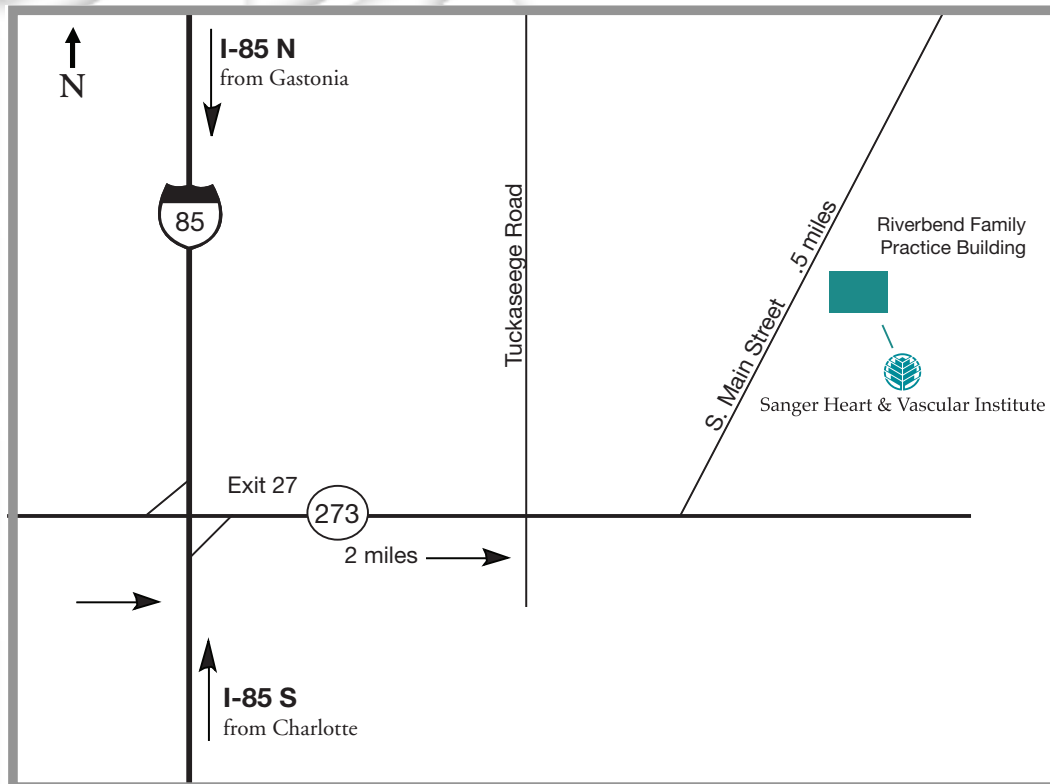 I-85 N
from Gastonia
N
85
Tuckaseege Road
S. Main Street .5 miles
Riverbend Family
Practice Building
Sanger Heart & Vascular Institute
Exit 27
273
2 miles
I-85 S
from Charlotte